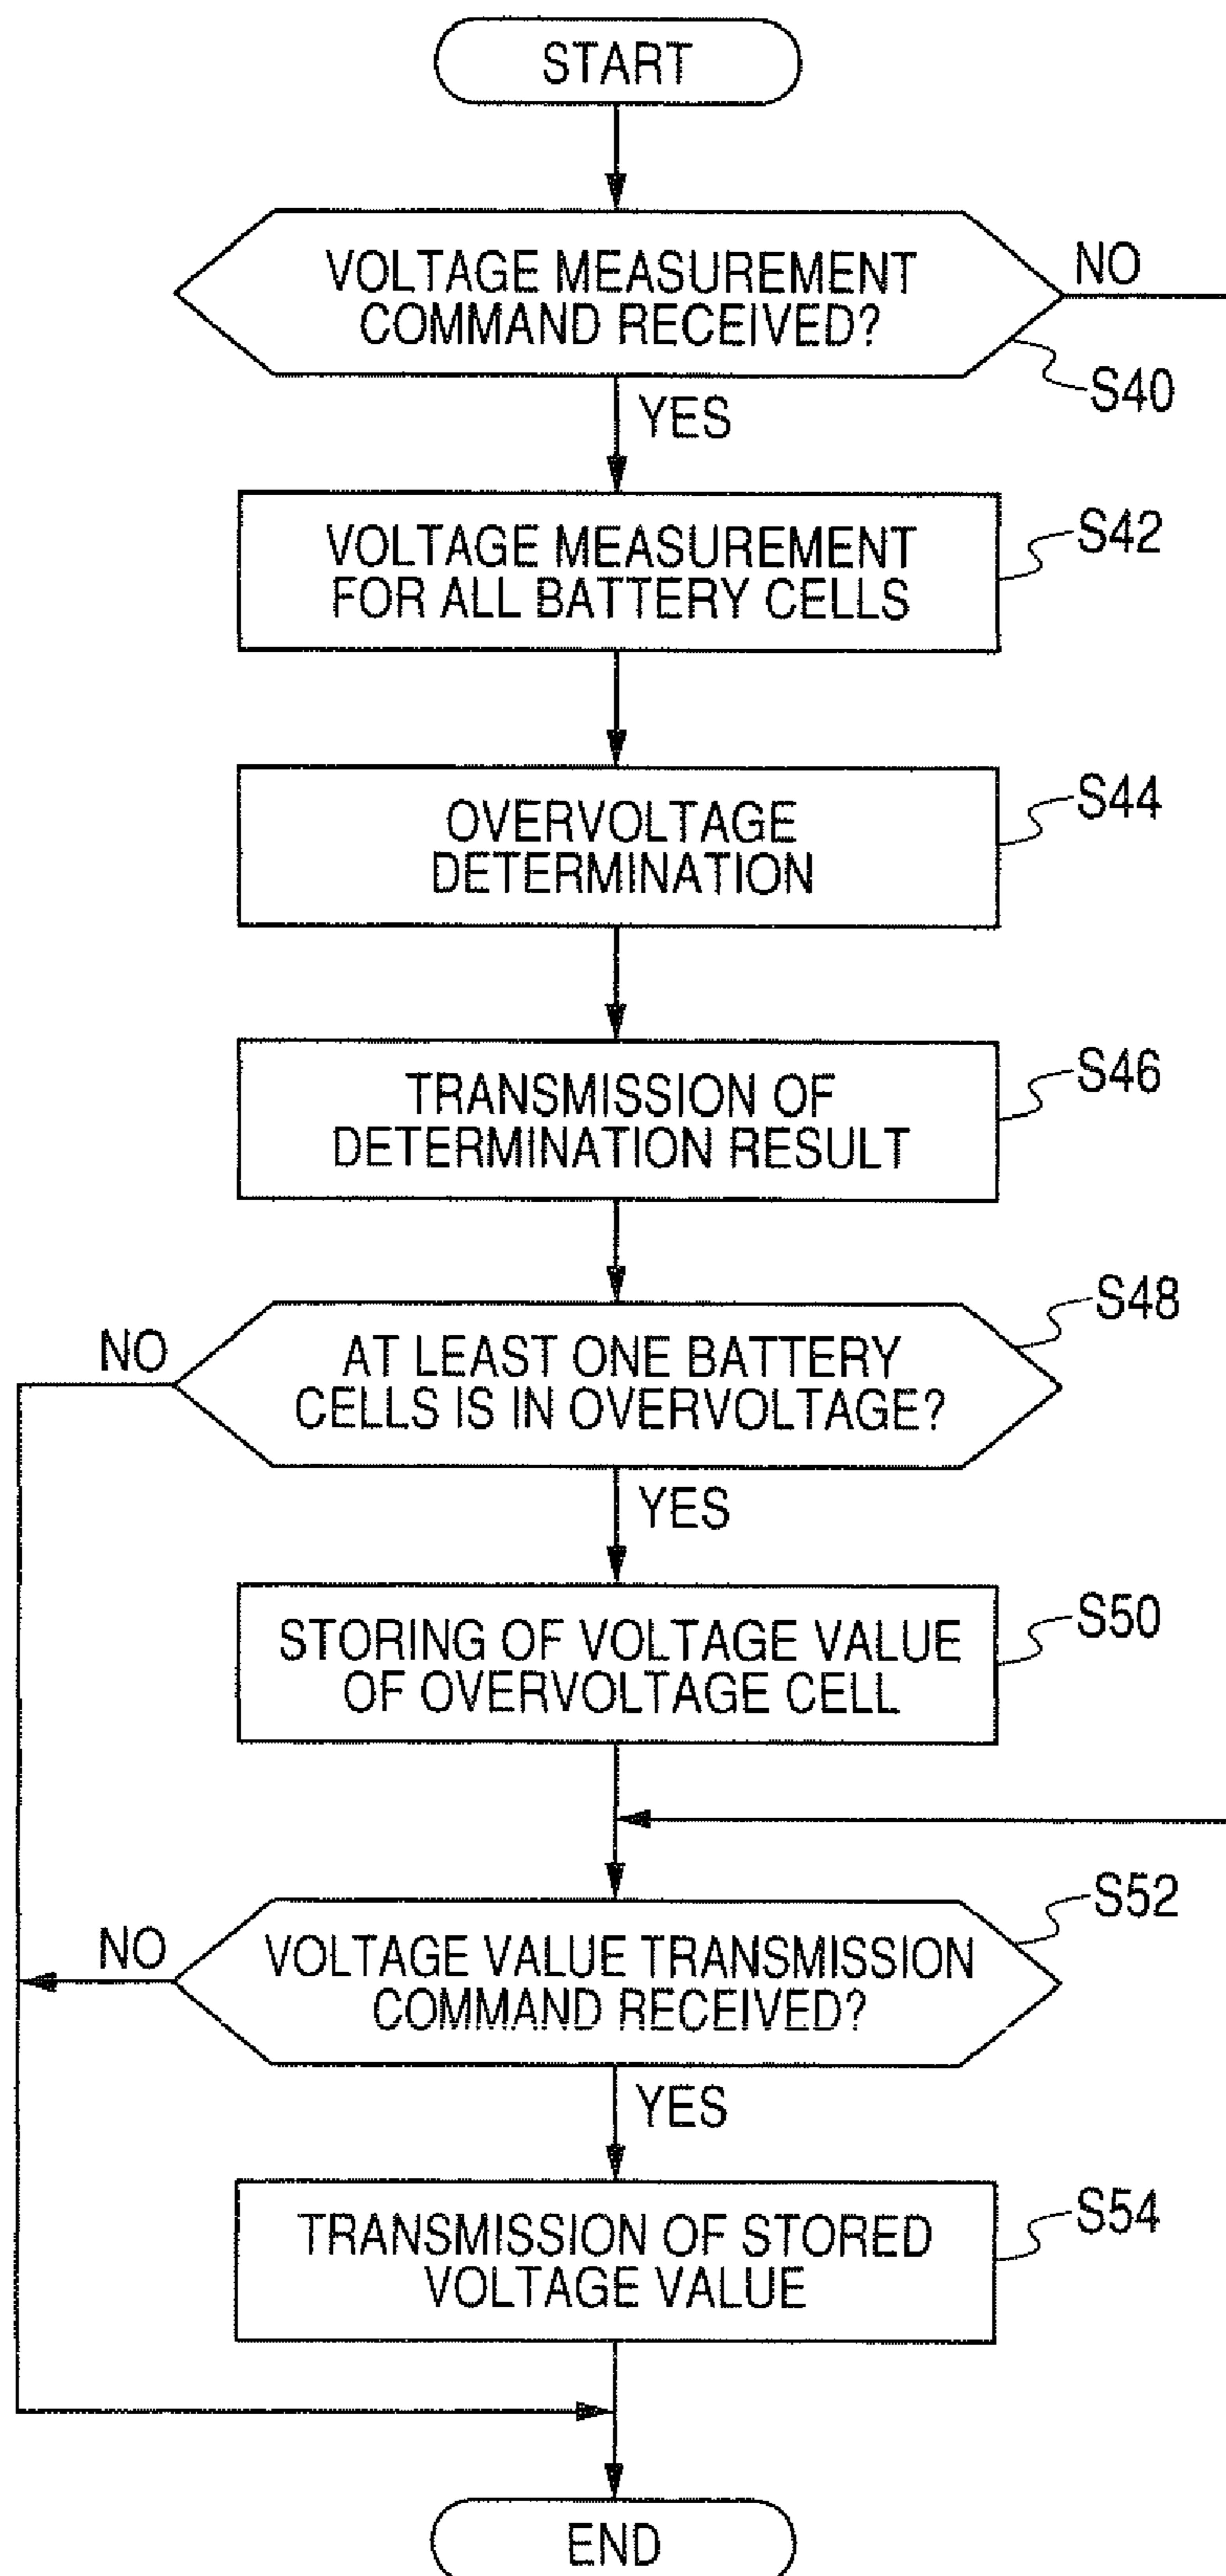 START
VOLTAGE MEASUREMENT
COMMAND RECEIVED?
NO
S40
YES
VOLTAGE MEASUREMENT
FOR ALL BATTERY CELLS
S42
OVERVOLTAGE
DETERMINATION
S44
TRANSMISSION OF
DETERMINATION RESULT
S46
AT LEAST ONE BATTERY
CELLS IS IN OVERVOLTAGE?
S48
NO
YES
STORING OF VOLTAGE VALUE
OF OVERVOLTAGE CELL
S50
VOLTAGE VALUE TRANSMISSION
COMMAND RECEIVED?
S52
NO
YES
TRANSMISSION OF STORED
VOLTAGE VALUE
S54
END